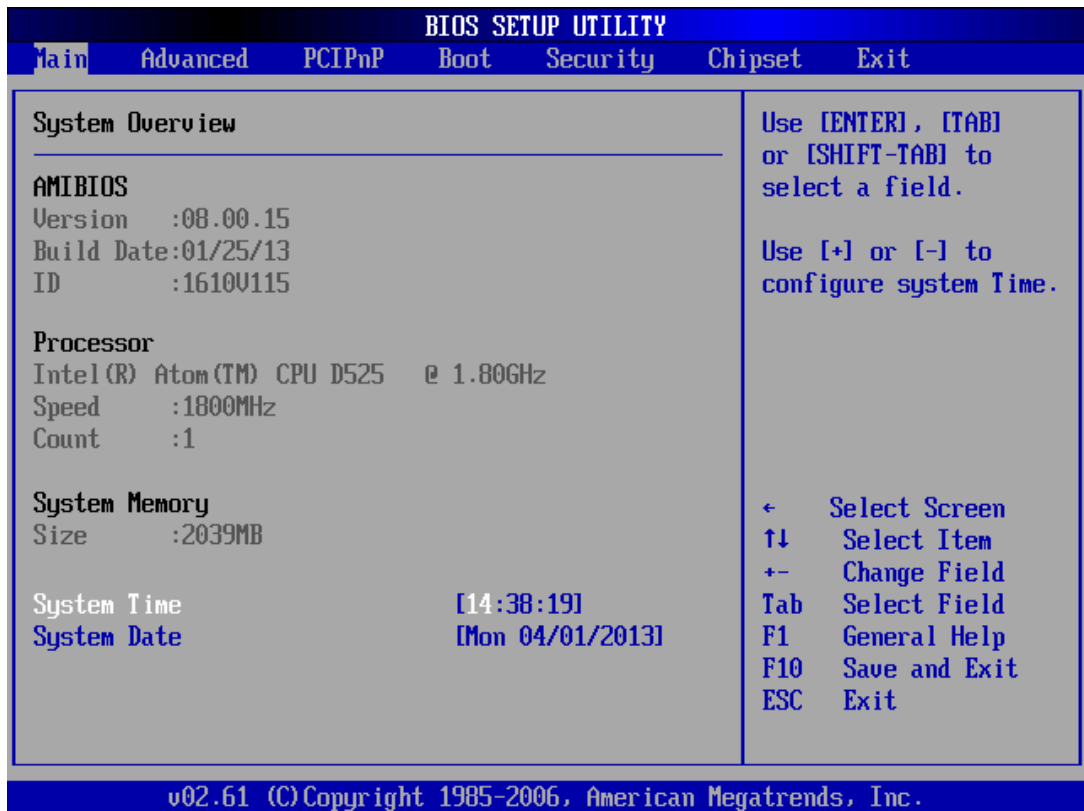 BIOS SETUP UTILITY
Main Advanced PCIPnP Boot Security Chipset Exit
System Overview
AMIBIOS
Version :08.00.15
Build Date:01/25/13
ID :1610V115
Processor
Intel(R) Atom(TM) CPU D525 @ 1.80GHz
Speed :1800MHz
Count :1
System Memory
Size :2039MB
System Time [14:38:19]
System Date [Mon 04/01/2013]
Use [ENTER], [TAB]
or [SHIFT-TAB] to
select a field.
Use [+] or [-] to
configure system Time.
← Select Screen
↑↓ Select Item
+- Change Field
Tab Select Field
F1 General Help
F10 Save and Exit
ESC Exit
v02.61 (C)Copyright 1985-2006, American Megatrends, Inc.